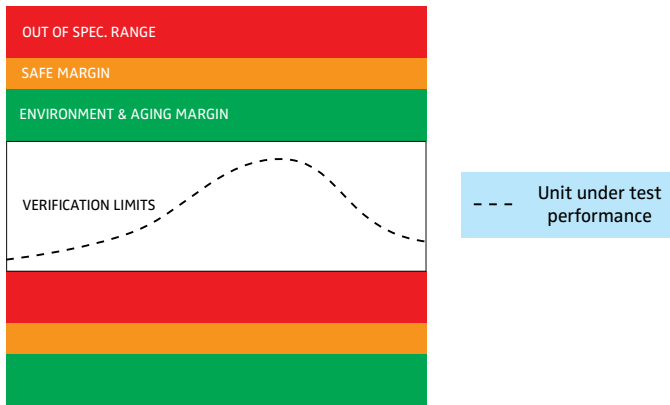 OUT OF SPEC. RANGE
SAFE MARGIN
ENVIRONMENT & AGING MARGIN
VERIFICATION LIMITS
Unit under test
performance